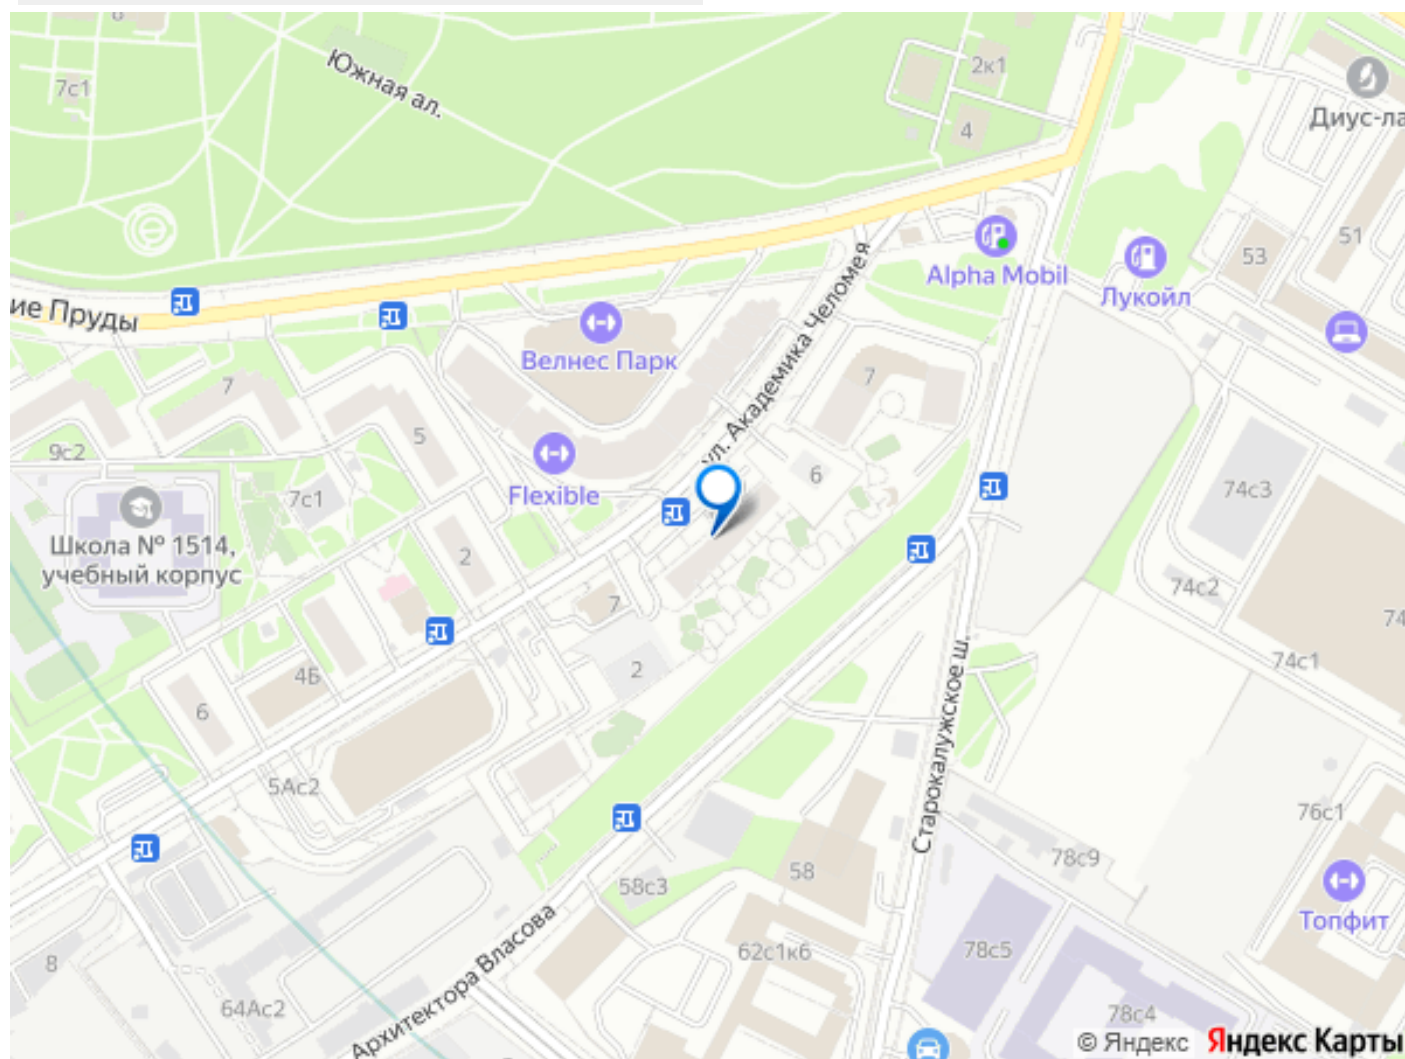 8
7с1
Южная ал.
2к1
4
Диус-ла
ие Пруды
Alpha Mobil
Лукойл
53
51
Велнес Парк
ул. Академика Челомея
7
7
5
9с2
7с1
Flexible
6
74с3
Школа № 1514,
учебный корпус
2
7
74с2
74
2
74с1
4Б
6
Старокалужское ш.
5Ас2
76с1
78с9
58
58с3
Топфит
Архитектора Власова
62с1к6
78с5
8
64Ас2
78с4
© Яндекс Яндекс Карты